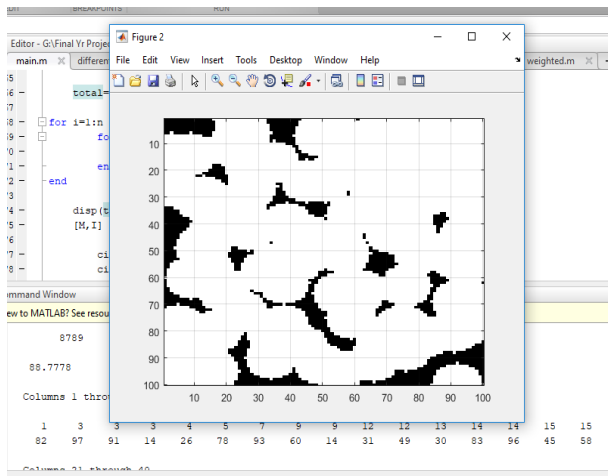 BREAKPOINTS
RUN
Editor - G:\Final Yr Projec
Figure 2
main.m
differen
weighted.m
File Edit View Insert Tools Desktop Window Help
total=
for i=1:n
fo
en
end
disp(t
[M,I]
ci
ci
10
20
30
40
50
60
70
80
90
100
10 20 30 40 50 60 70 80 90 100
ommand Window
ew to MATLAB? See resou
8789
88.7778
Columns 1 throu
1 3 3 3 4 5 7 9 9 12 12 13 14 14 15 15
82 97 91 14 26 78 93 60 14 31 49 30 83 96 45 58
Columns 21 through 40